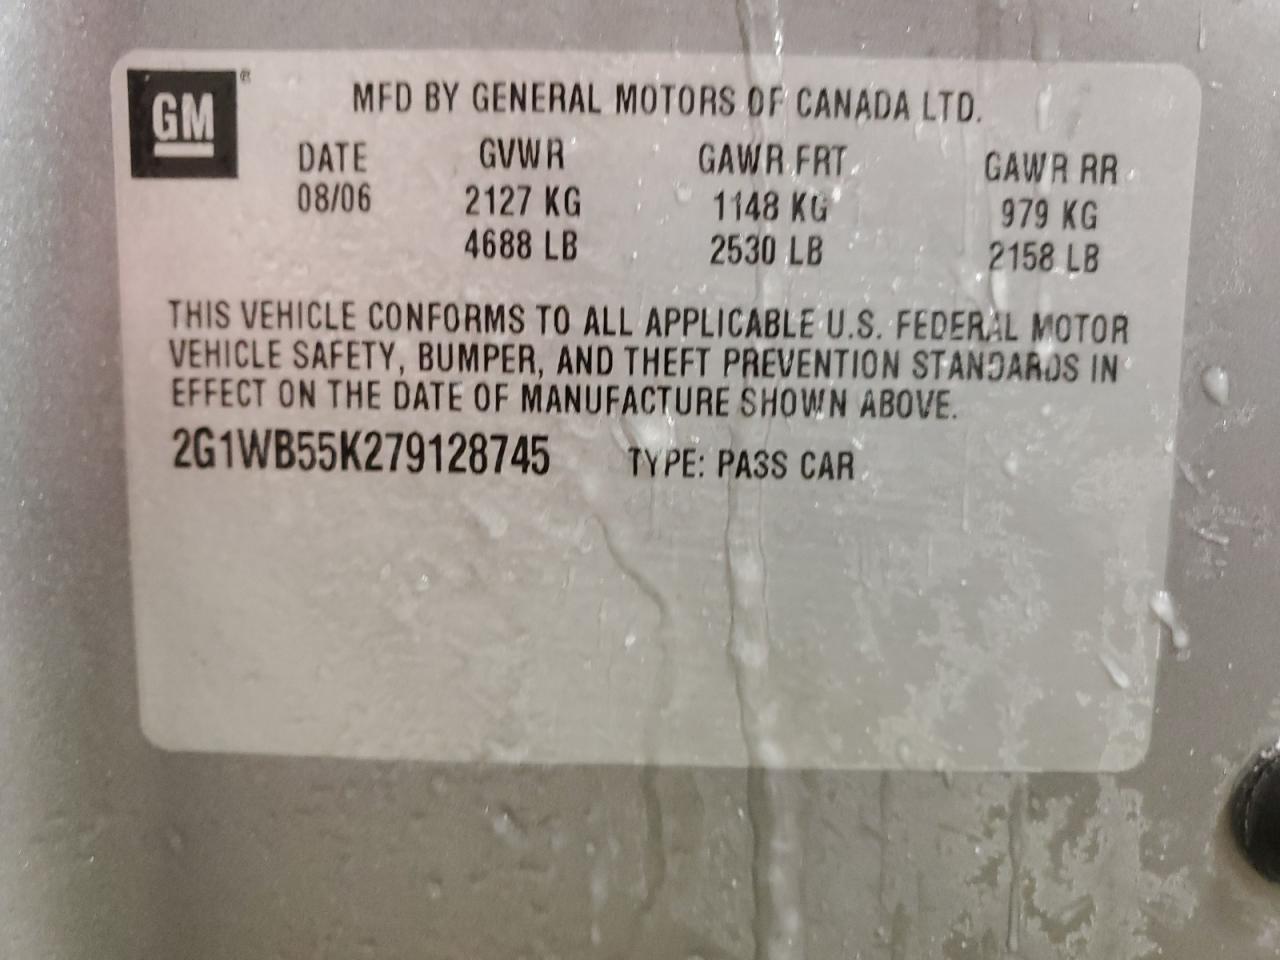 GM ®
MFD BY GENERAL MOTORS OF CANADA LTD.
DATE GVWR GAWR FRT GAWR RR
08/06 2127 KG 1148 KG 979 KG
4688 LB 2530 LB 2158 LB
THIS VEHICLE CONFORMS TO ALL APPLICABLE U.S. FEDERAL MOTOR
VEHICLE SAFETY, BUMPER, AND THEFT PREVENTION STANDARDS IN
EFFECT ON THE DATE OF MANUFACTURE SHOWN ABOVE.
2G1WB55K279128745 TYPE: PASS CAR